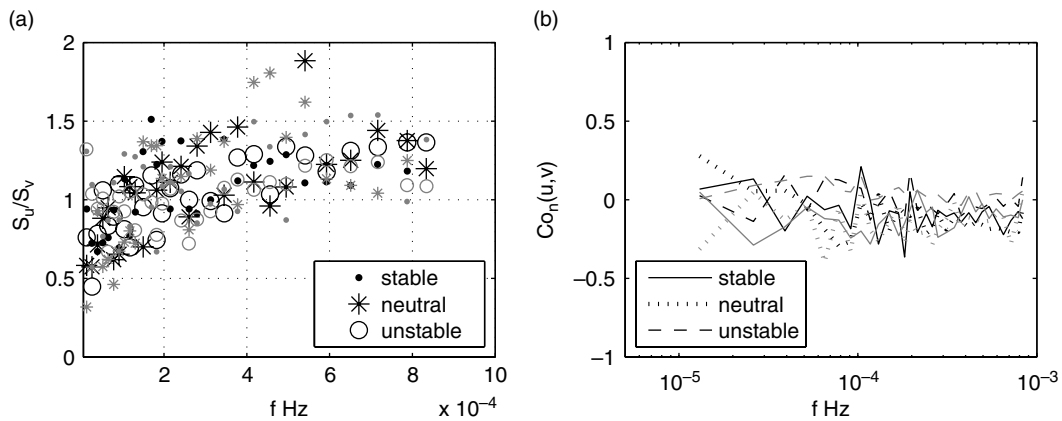 (a)
2
1.5
1
0.5
0
S_u/S_v
2
4
6
8
10
f Hz
x 10⁻⁴
stable
neutral
unstable
(b)
1
0.5
0
−0.5
−1
Co_n(u,v)
10⁻⁵
10⁻⁴
10⁻³
f Hz
stable
neutral
unstable